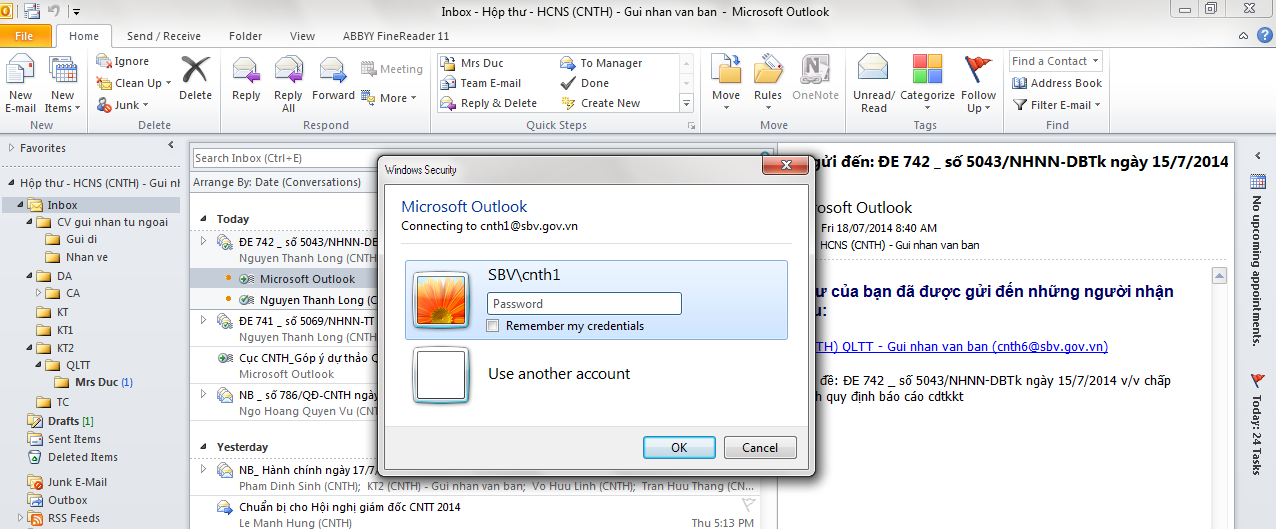 Inbox - Hộp thư - HCNS (CNTH) - Gui nhan van ban - Microsoft Outlook
File Home Send / Receive Folder View ABBYY FineReader 11
New E-mail
New Items
New
Ignore
Clean Up
Junk
Delete
Delete
Reply
Reply All
Forward
Meeting
More
Respond
Mrs Duc
Team E-mail
Reply & Delete
To Manager
Done
Create New
Quick Steps
Move
Rules
OneNote
Move
Unread/ Read
Categorize
Follow Up
Tags
Find a Contact
Address Book
Filter E-mail
Find
Favorites
Hộp thư - HCNS (CNTH) - Gui nh
Inbox
CV gui nhan tu ngoai
Gui di
Nhan ve
DA
CA
KT
KT1
KT2
QLTT
Mrs Duc (1)
TC
Drafts [1]
Sent Items
Deleted Items
Junk E-Mail
Outbox
RSS Feeds
Search Inbox (Ctrl+E)
Arrange By: Date (Conversations)
Today
ĐE 742 _ số 5043/NHNN-DB
Nguyen Thanh Long (CNTH
Microsoft Outlook
Nguyen Thanh Long (C
ĐE 741 _ số 5069/NHNN-TT
Nguyen Thanh Long (CNTH
Cục CNTH_Góp ý dự thảo Q
Microsoft Outlook
NB _ số 786/QĐ-CNTH ngày
Ngo Hoang Quyen Vu (CNTH)
Yesterday
NB_ Hành chính ngày 17/7/
Pham Dinh Sinh (CNTH); KT2 (CNTH) - Gui nhan van ban; Vo Huu Linh (CNTH); Tran Huu Thang (CN
Chuẩn bị cho Hội nghị giám đốc CNTT 2014
Le Manh Hung (CNTH) Thu 5:13 PM
Windows Security
Microsoft Outlook
Connecting to cnth1@sbv.gov.vn
SBV\cnth1
Password
Remember my credentials
Use another account
OK Cancel
gửi đến: ĐE 742 _ số 5043/NHNN-DBTk ngày 15/7/2014
rosoft Outlook
Fri 18/07/2014 8:40 AM
HCNS (CNTH) - Gui nhan van ban
ư của bạn đã được gửi đến những người nhận
u:
TH) QLTT - Gui nhan van ban (cnth6@sbv.gov.vn)
đề: ĐE 742 _ số 5043/NHNN-DBTk ngày 15/7/2014 v/v chấp
h quy định báo cáo cdtkkt
No upcoming appointments.
Today: 24 Tasks